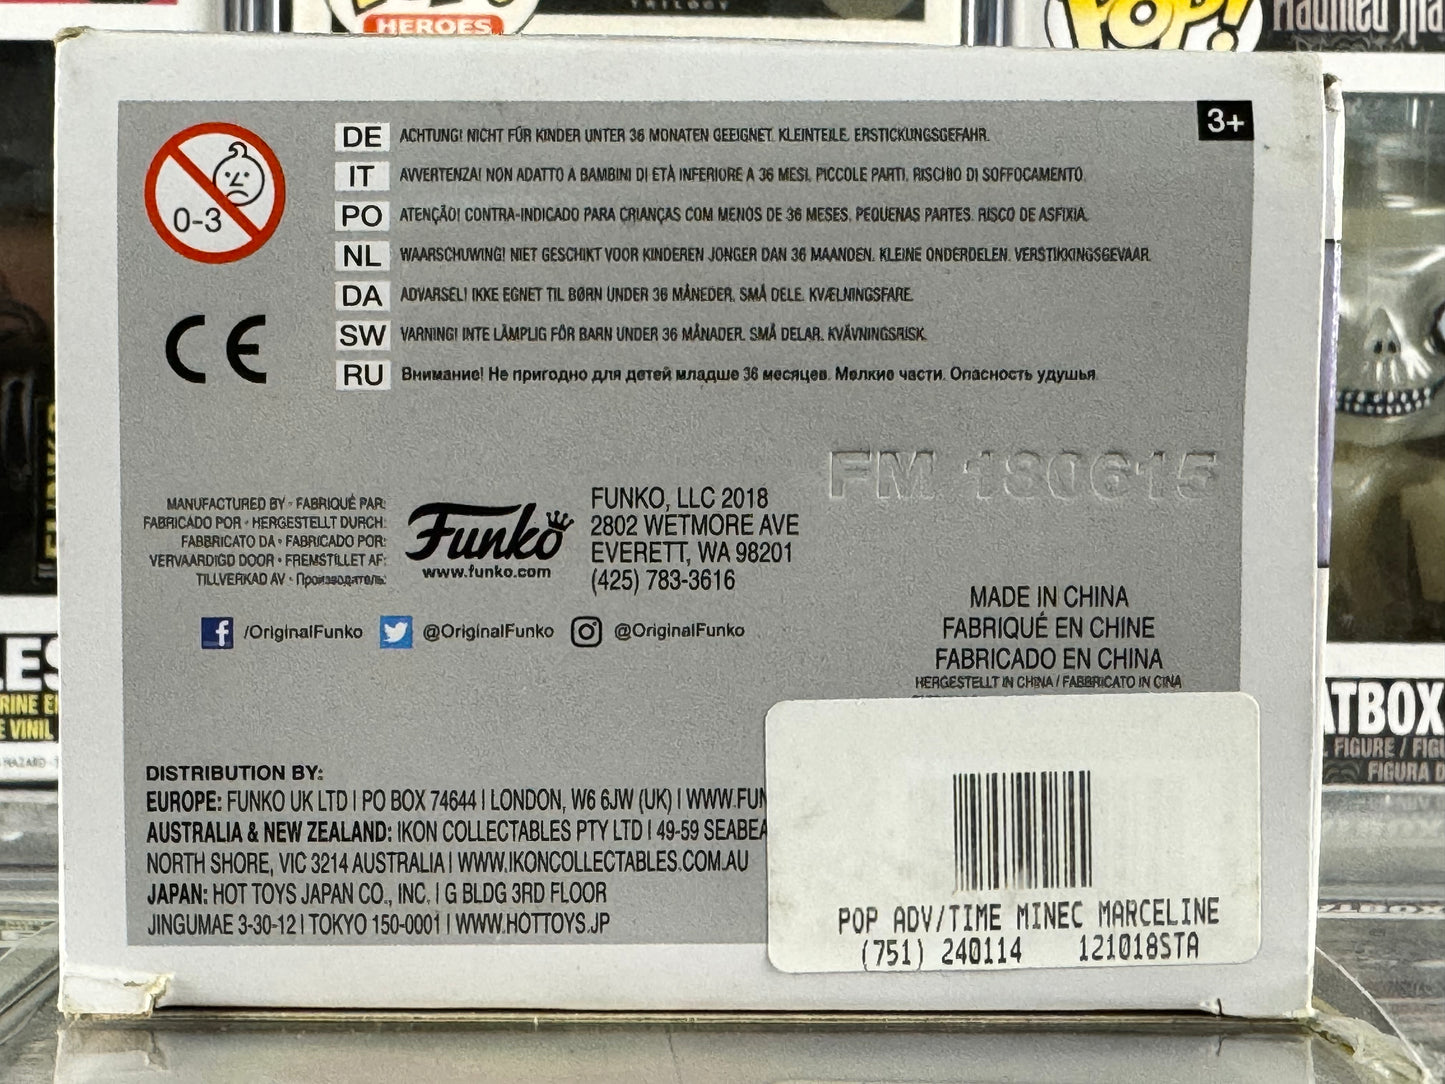 HEROES
TRILOGY
POP!
3+
0-3
DE ACHTUNG! NICHT FÜR KINDER UNTER 36 MONATEN GEEIGNET. KLEINTEILE. ERSTICKUNGSGEFAHR.
IT AVVERTENZA! NON ADATTO A BAMBINI DI ETÀ INFERIORE A 36 MESI. PICCOLE PARTI. RISCHIO DI SOFFOCAMENTO.
PO ATENÇÃO! CONTRA-INDICADO PARA CRIANÇAS COM MENOS DE 36 MESES. PEQUENAS PARTES. RISCO DE ASFIXIA.
NL WAARSCHUWING! NIET GESCHIKT VOOR KINDEREN JONGER DAN 36 MAANDEN. KLEINE ONDERDELEN. VERSTIKKINGSGEVAAR.
DA ADVARSEL! IKKE EGNET TIL BØRN UNDER 36 MÅNEDER. SMÅ DELE. KVÆLNINGSFARE.
SW VARNING! INTE LÄMPLIG FÖR BARN UNDER 36 MÅNADER. SMÅ DELAR. KVÄVNINGSRISK.
RU Внимание! Не пригодно для детей младше 36 месяцев. Мелкие части. Опасность удушья.
CE
FM 180615
MANUFACTURED BY • FABRIQUÉ PAR:
FABRICADO POR • HERGESTELLT DURCH:
FABBRICATO DA • FABRICADO POR:
VERVAARDIGD DOOR • FREMSTILLET AF:
TILLVERKAD AV • Производатель:
Funko
www.funko.com
FUNKO, LLC 2018
2802 WETMORE AVE
EVERETT, WA 98201
(425) 783-3616
/OriginalFunko @OriginalFunko @OriginalFunko
MADE IN CHINA
FABRIQUÉ EN CHINE
FABRICADO EN CHINA
HERGESTELLT IN CHINA / FABBRICATO IN CINA
DISTRIBUTION BY:
EUROPE: FUNKO UK LTD | PO BOX 74644 | LONDON, W6 6JW (UK) | WWW.FUN
AUSTRALIA & NEW ZEALAND: IKON COLLECTABLES PTY LTD | 49-59 SEABEA
NORTH SHORE, VIC 3214 AUSTRALIA | WWW.IKONCOLLECTABLES.COM.AU
JAPAN: HOT TOYS JAPAN CO., INC. | G BLDG 3RD FLOOR
JINGUMAE 3-30-12 | TOKYO 150-0001 | WWW.HOTTOYS.JP
POP ADV/TIME MINEC MARCELINE
(751) 240114 121018STA
ATBOX
FIGURE / FIGU
FIGURA D